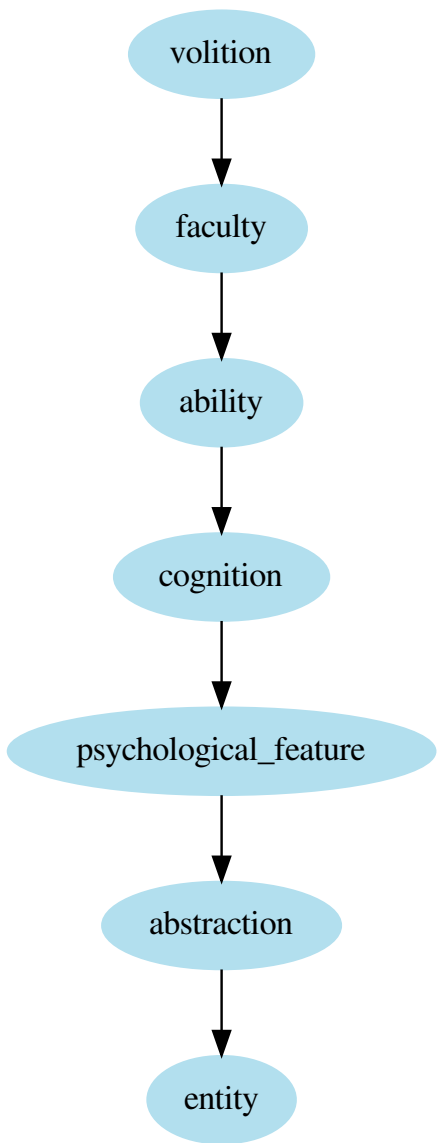 volition
faculty
ability
cognition
psychological_feature
abstraction
entity